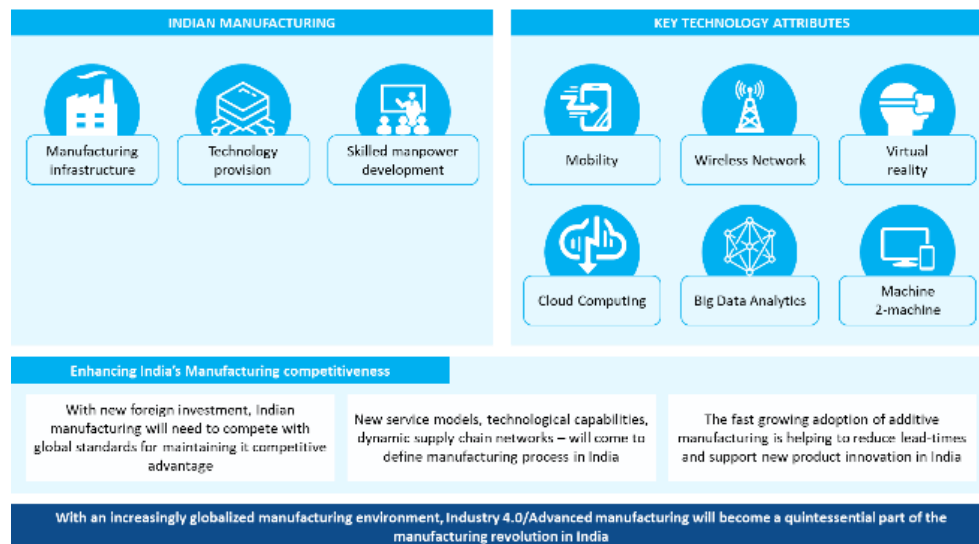 INDIAN MANUFACTURING
Manufacturing
infrastructure
Technology
provision
Skilled manpower
development
KEY TECHNOLOGY ATTRIBUTES
Mobility
Wireless Network
Virtual
reality
Cloud Computing
Big Data Analytics
Machine
2-machine
Enhancing India's Manufacturing competitiveness
With new foreign investment, Indian
manufacturing will need to compete with
global standards for maintaining it competitive
advantage
New service models, technological capabilities,
dynamic supply chain networks – will come to
define manufacturing process in India
The fast growing adoption of additive
manufacturing is helping to reduce lead-times
and support new product innovation in India
With an increasingly globalized manufacturing environment, Industry 4.0/Advanced manufacturing will become a quintessential part of the
manufacturing revolution in India